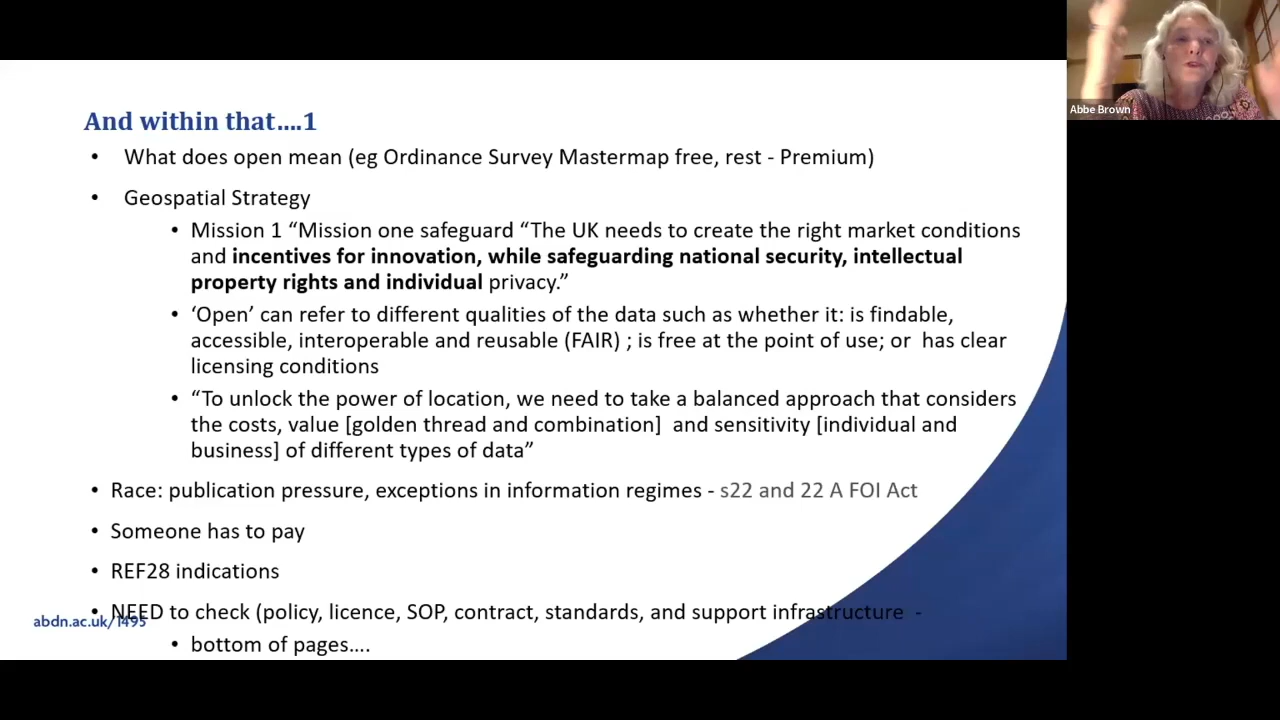 Abbe Brown
And within that....1
• What does open mean (eg Ordinance Survey Mastermap free, rest - Premium)
• Geospatial Strategy
• Mission 1 “Mission one safeguard “The UK needs to create the right market conditions
and incentives for innovation, while safeguarding national security, intellectual
property rights and individual privacy.”
• ‘Open’ can refer to different qualities of the data such as whether it: is findable,
accessible, interoperable and reusable (FAIR) ; is free at the point of use; or has clear
licensing conditions
• “To unlock the power of location, we need to take a balanced approach that considers
the costs, value [golden thread and combination] and sensitivity [individual and
business] of different types of data”
• Race: publication pressure, exceptions in information regimes - s22 and 22 A FOI Act
• Someone has to pay
• REF28 indications
• NEED to check (policy, licence, SOP, contract, standards, and support infrastructure -
abdn.ac.uk/1495
• bottom of pages....